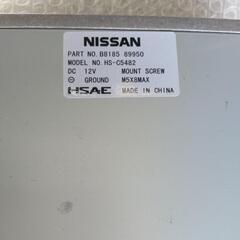 NISSAN
PART NO. B8185 89950
MODEL NO. HS-C5482
DC 12V MOUNT SCREW
⊖ GROUND M5X8MAX
HSAE MADE IN CHINA